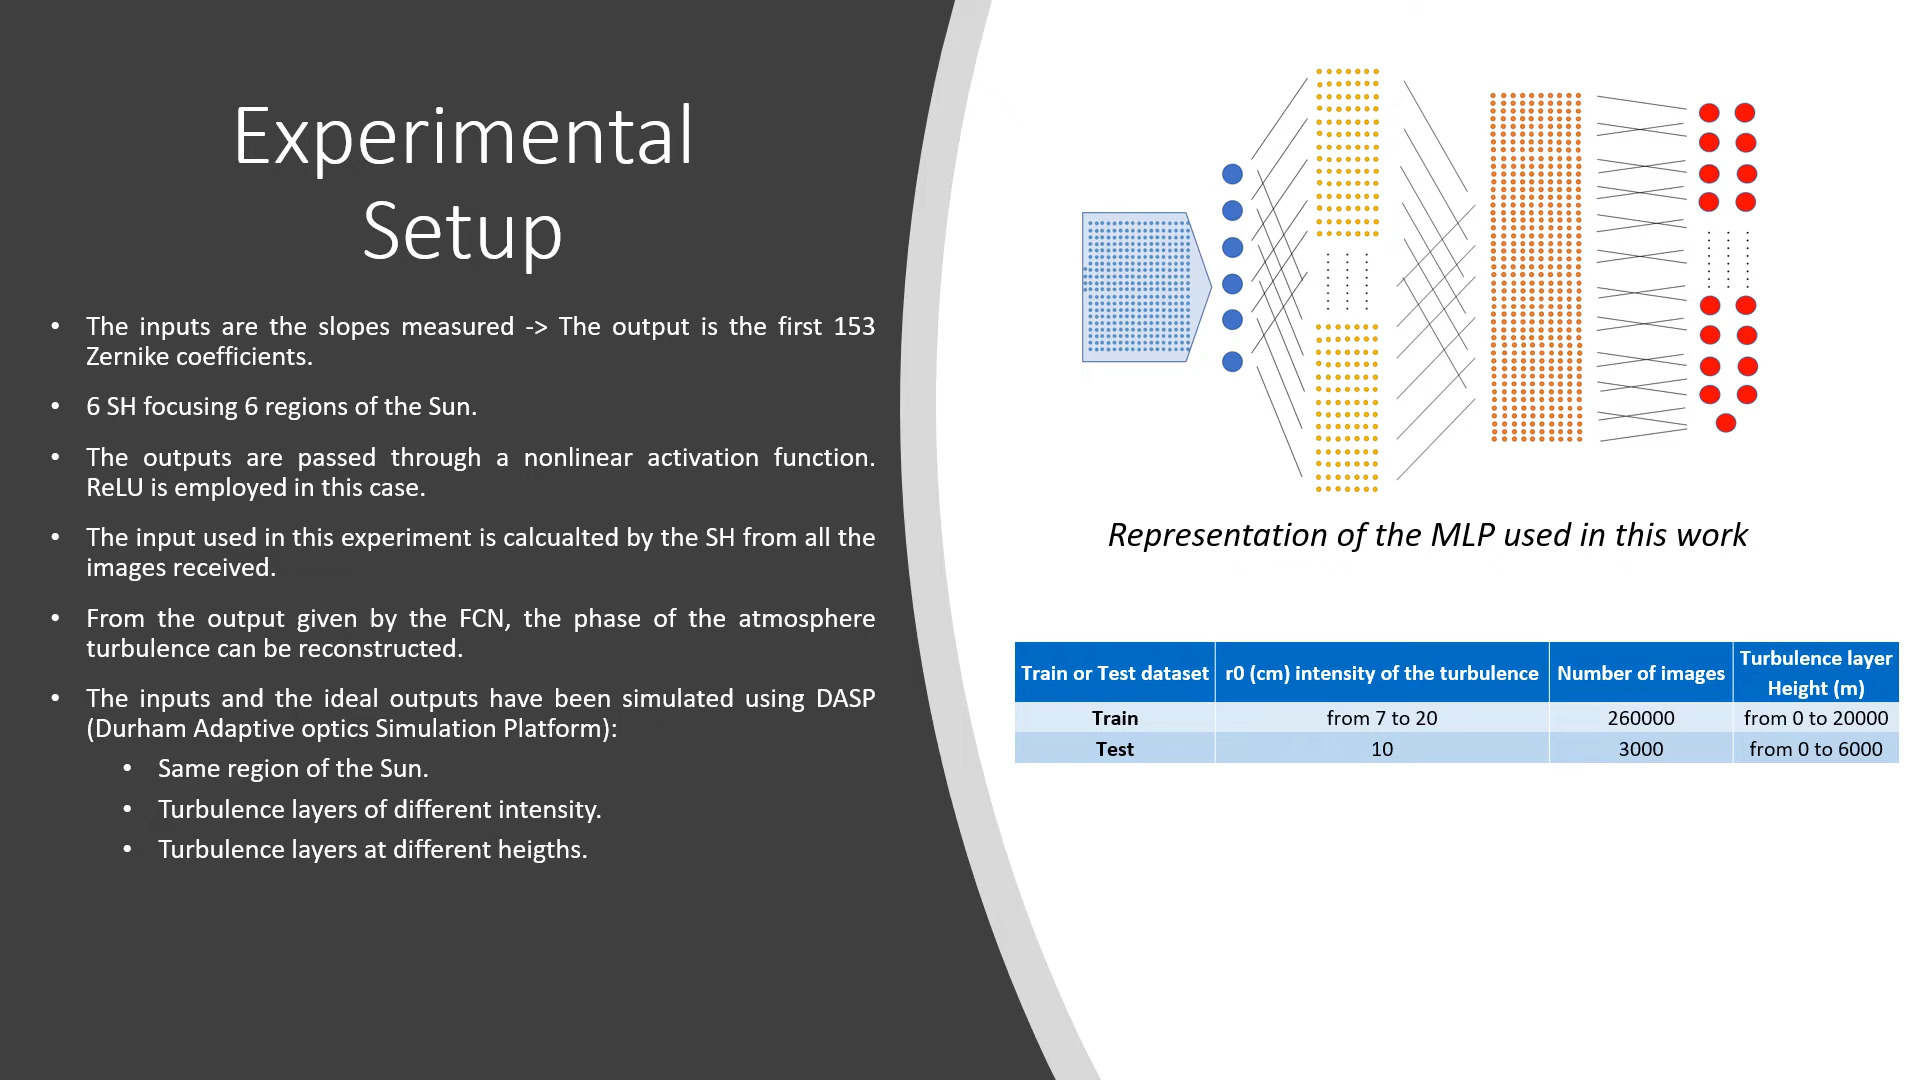 Experimental
Setup
• The inputs are the slopes measured -> The output is the first 153
Zernike coefficients.
• 6 SH focusing 6 regions of the Sun.
• The outputs are passed through a nonlinear activation function.
ReLU is employed in this case.
• The input used in this experiment is calcualted by the SH from all the
images received.
• From the output given by the FCN, the phase of the atmosphere
turbulence can be reconstructed.
• The inputs and the ideal outputs have been simulated using DASP
(Durham Adaptive optics Simulation Platform):
• Same region of the Sun.
• Turbulence layers of different intensity.
• Turbulence layers at different heigths.
Representation of the MLP used in this work
Train or Test dataset r0 (cm) intensity of the turbulence Number of images Turbulence layer
Height (m)
Train from 7 to 20 260000 from 0 to 20000
Test 10 3000 from 0 to 6000